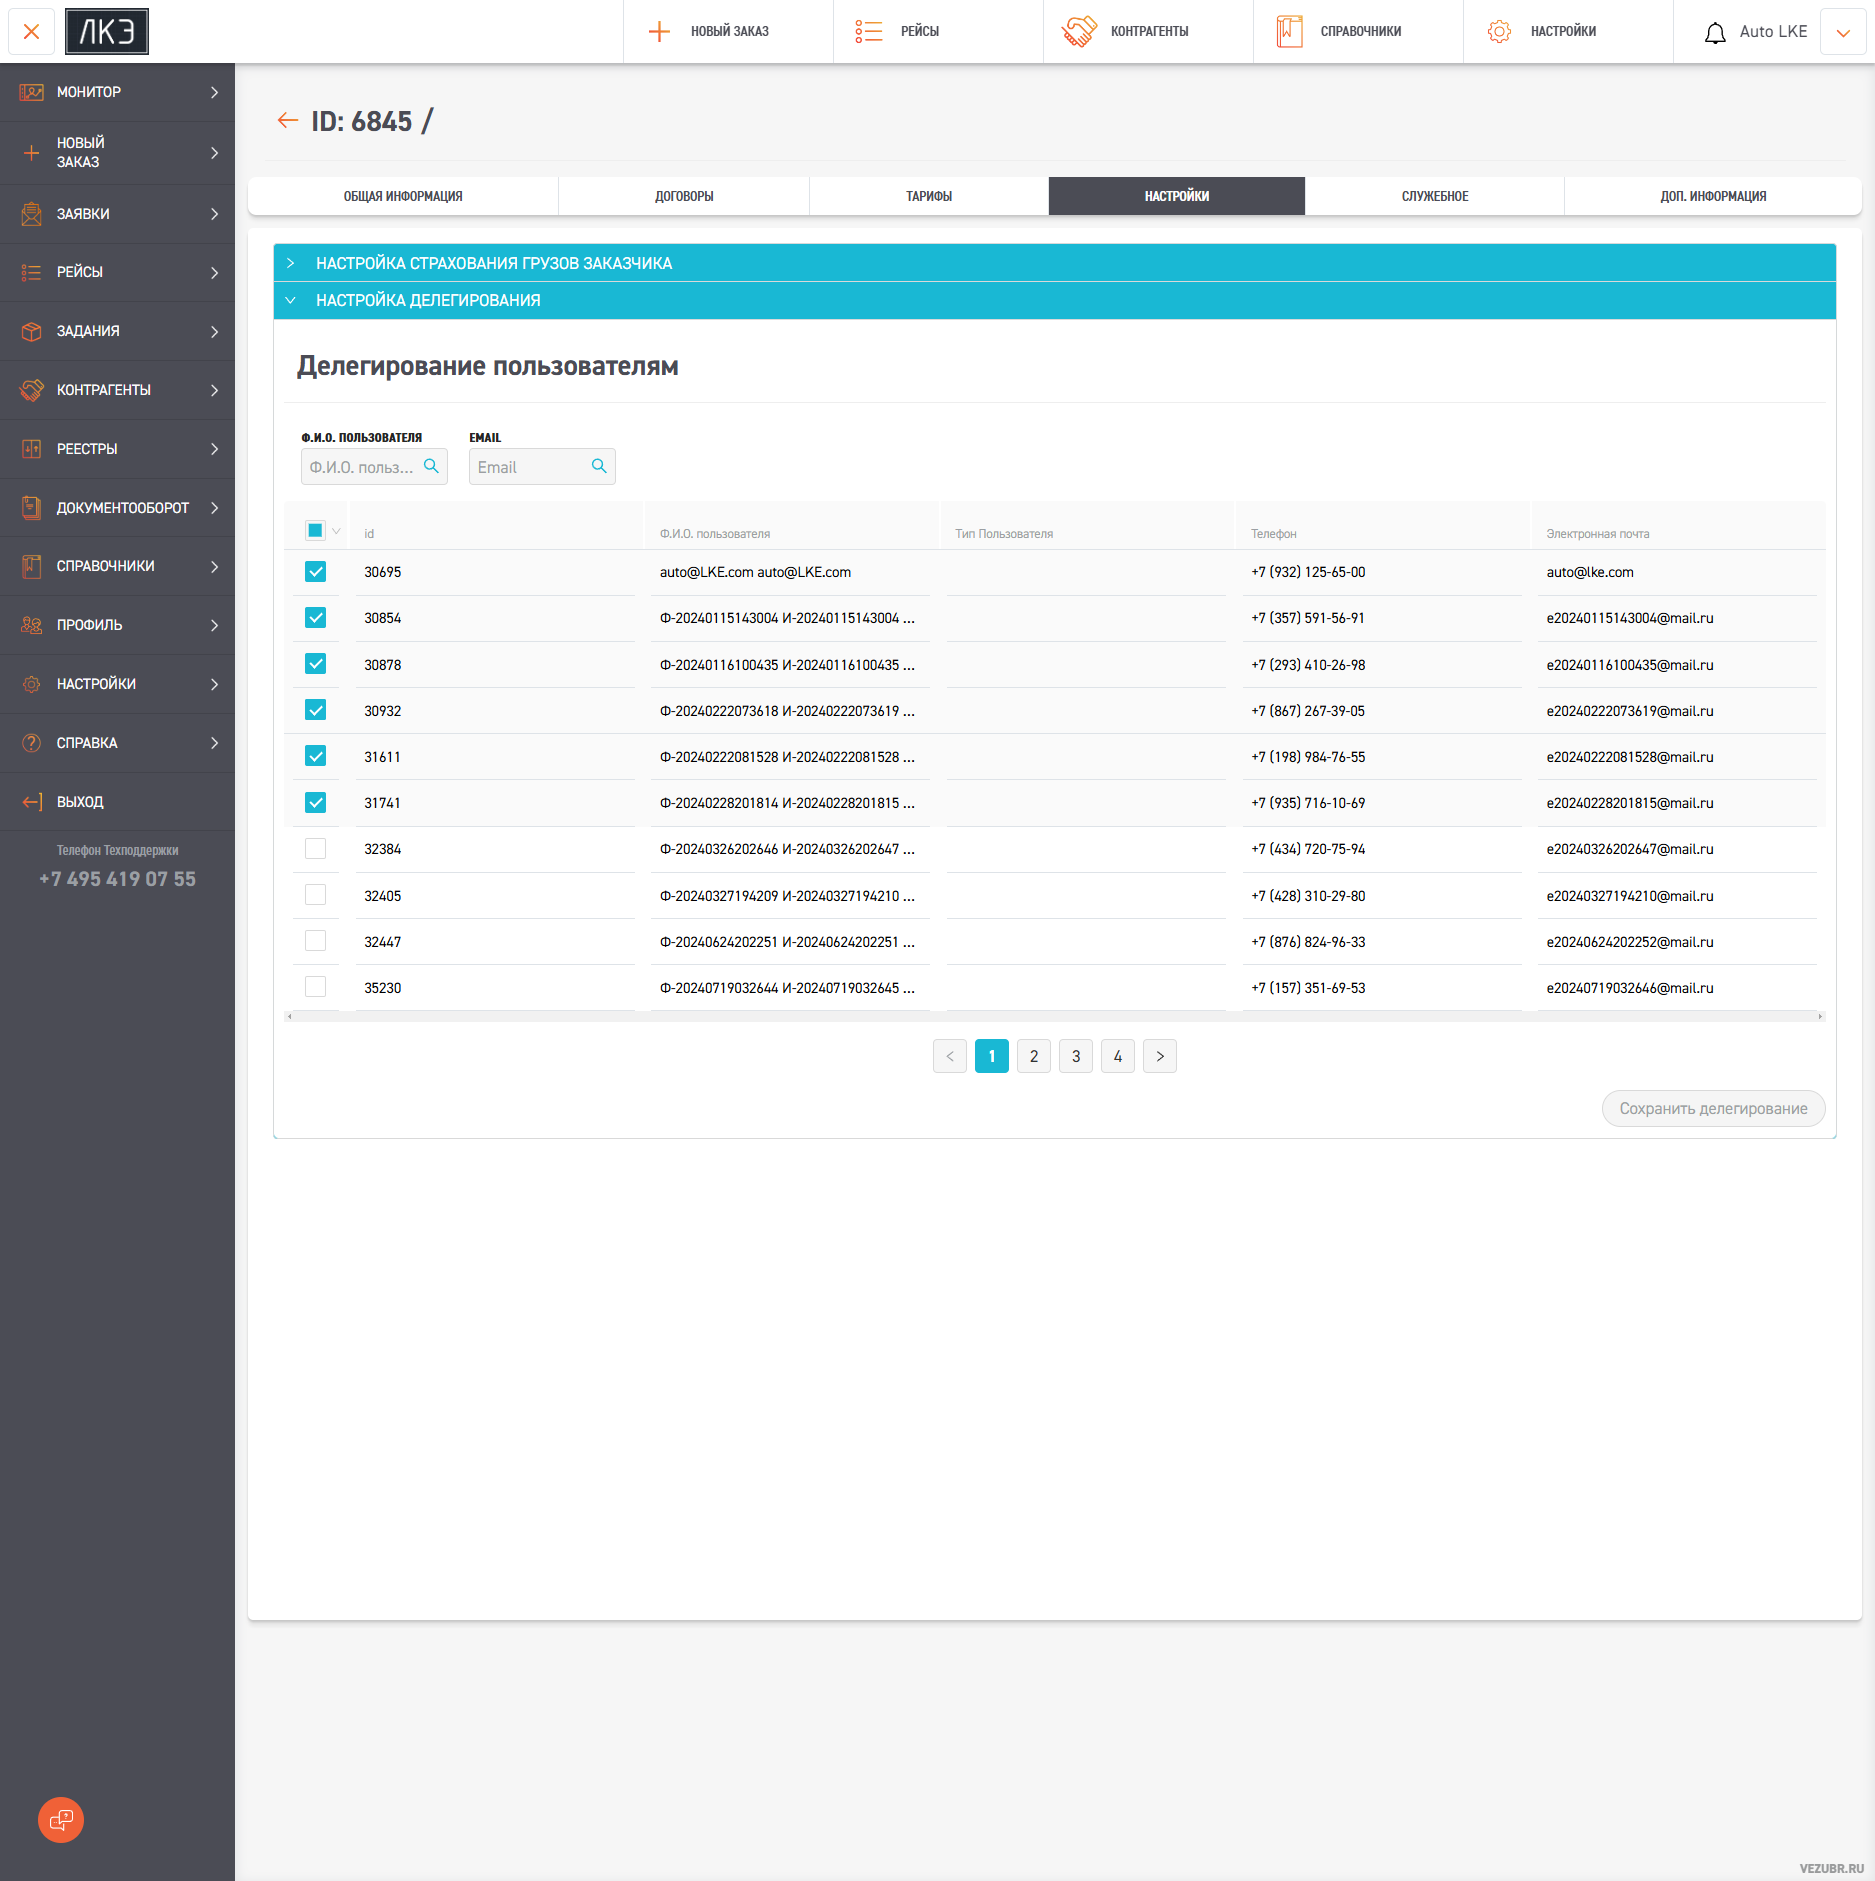 ЛКЭ
НОВЫЙ ЗАКАЗ
РЕЙСЫ
КОНТРАГЕНТЫ
СПРАВОЧНИКИ
НАСТРОЙКИ
Auto LKE
МОНИТОР
НОВЫЙ
ЗАКАЗ
ЗАЯВКИ
РЕЙСЫ
ЗАДАНИЯ
КОНТРАГЕНТЫ
РЕЕСТРЫ
ДОКУМЕНТООБОРОТ
СПРАВОЧНИКИ
ПРОФИЛЬ
НАСТРОЙКИ
СПРАВКА
ВЫХОД
Телефон Техподдержки
+7 495 419 07 55
ID: 6845 /
ОБЩАЯ ИНФОРМАЦИЯ
ДОГОВОРЫ
ТАРИФЫ
НАСТРОЙКИ
СЛУЖЕБНОЕ
ДОП. ИНФОРМАЦИЯ
НАСТРОЙКА СТРАХОВАНИЯ ГРУЗОВ ЗАКАЗЧИКА
НАСТРОЙКА ДЕЛЕГИРОВАНИЯ
Делегирование пользователям
Ф.И.О. ПОЛЬЗОВАТЕЛЯ EMAIL
Ф.И.О. польз... Email
id Ф.И.О. пользователя Тип Пользователя Телефон Электронная почта
30695 auto@LKE.com auto@LKE.com +7 (932) 125-65-00 auto@lke.com
30854 Ф-20240115143004 И-20240115143004 ... +7 (357) 591-56-91 e20240115143004@mail.ru
30878 Ф-20240116100435 И-20240116100435 ... +7 (293) 410-26-98 e20240116100435@mail.ru
30932 Ф-20240222073618 И-20240222073619 ... +7 (867) 267-39-05 e20240222073619@mail.ru
31611 Ф-20240222081528 И-20240222081528 ... +7 (198) 984-76-55 e20240222081528@mail.ru
31741 Ф-20240228201814 И-20240228201815 ... +7 (935) 716-10-69 e20240228201815@mail.ru
32384 Ф-20240326202646 И-20240326202647 ... +7 (434) 720-75-94 e20240326202647@mail.ru
32405 Ф-20240327194209 И-20240327194210 ... +7 (428) 310-29-80 e20240327194210@mail.ru
32447 Ф-20240624202251 И-20240624202251 ... +7 (876) 824-96-33 e20240624202252@mail.ru
35230 Ф-20240719032644 И-20240719032645 ... +7 (157) 351-69-53 e20240719032646@mail.ru
< 1 2 3 4 >
Сохранить делегирование
VEZUBR.RU